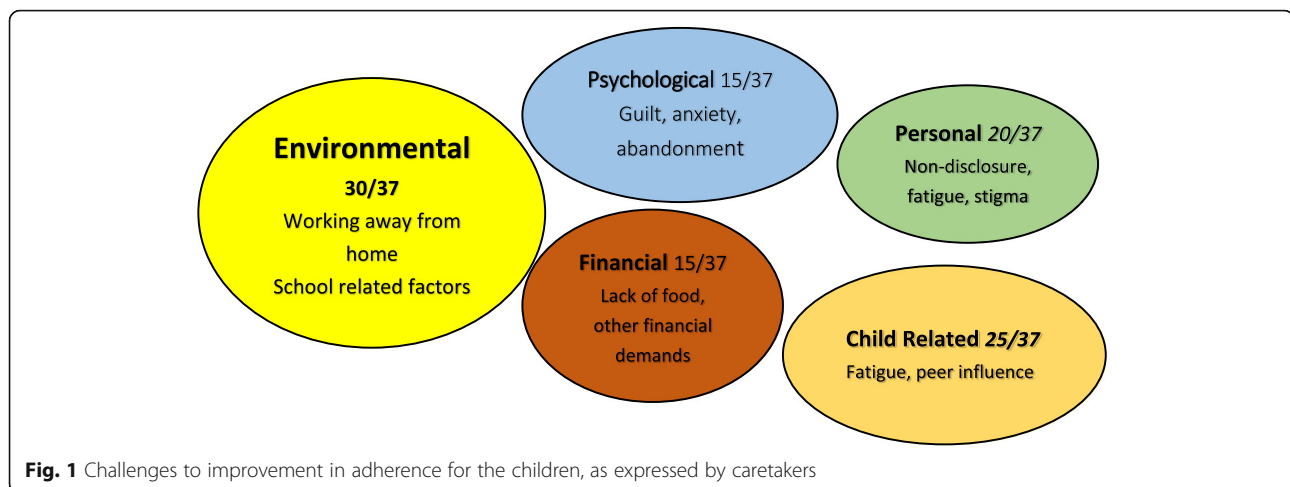 Environmental
30/37
Working away from
home
School related factors
Psychological 15/37
Guilt, anxiety,
abandonment
Personal 20/37
Non-disclosure,
fatigue, stigma
Financial 15/37
Lack of food,
other financial
demands
Child Related 25/37
Fatigue, peer influence
Fig. 1 Challenges to improvement in adherence for the children, as expressed by caretakers